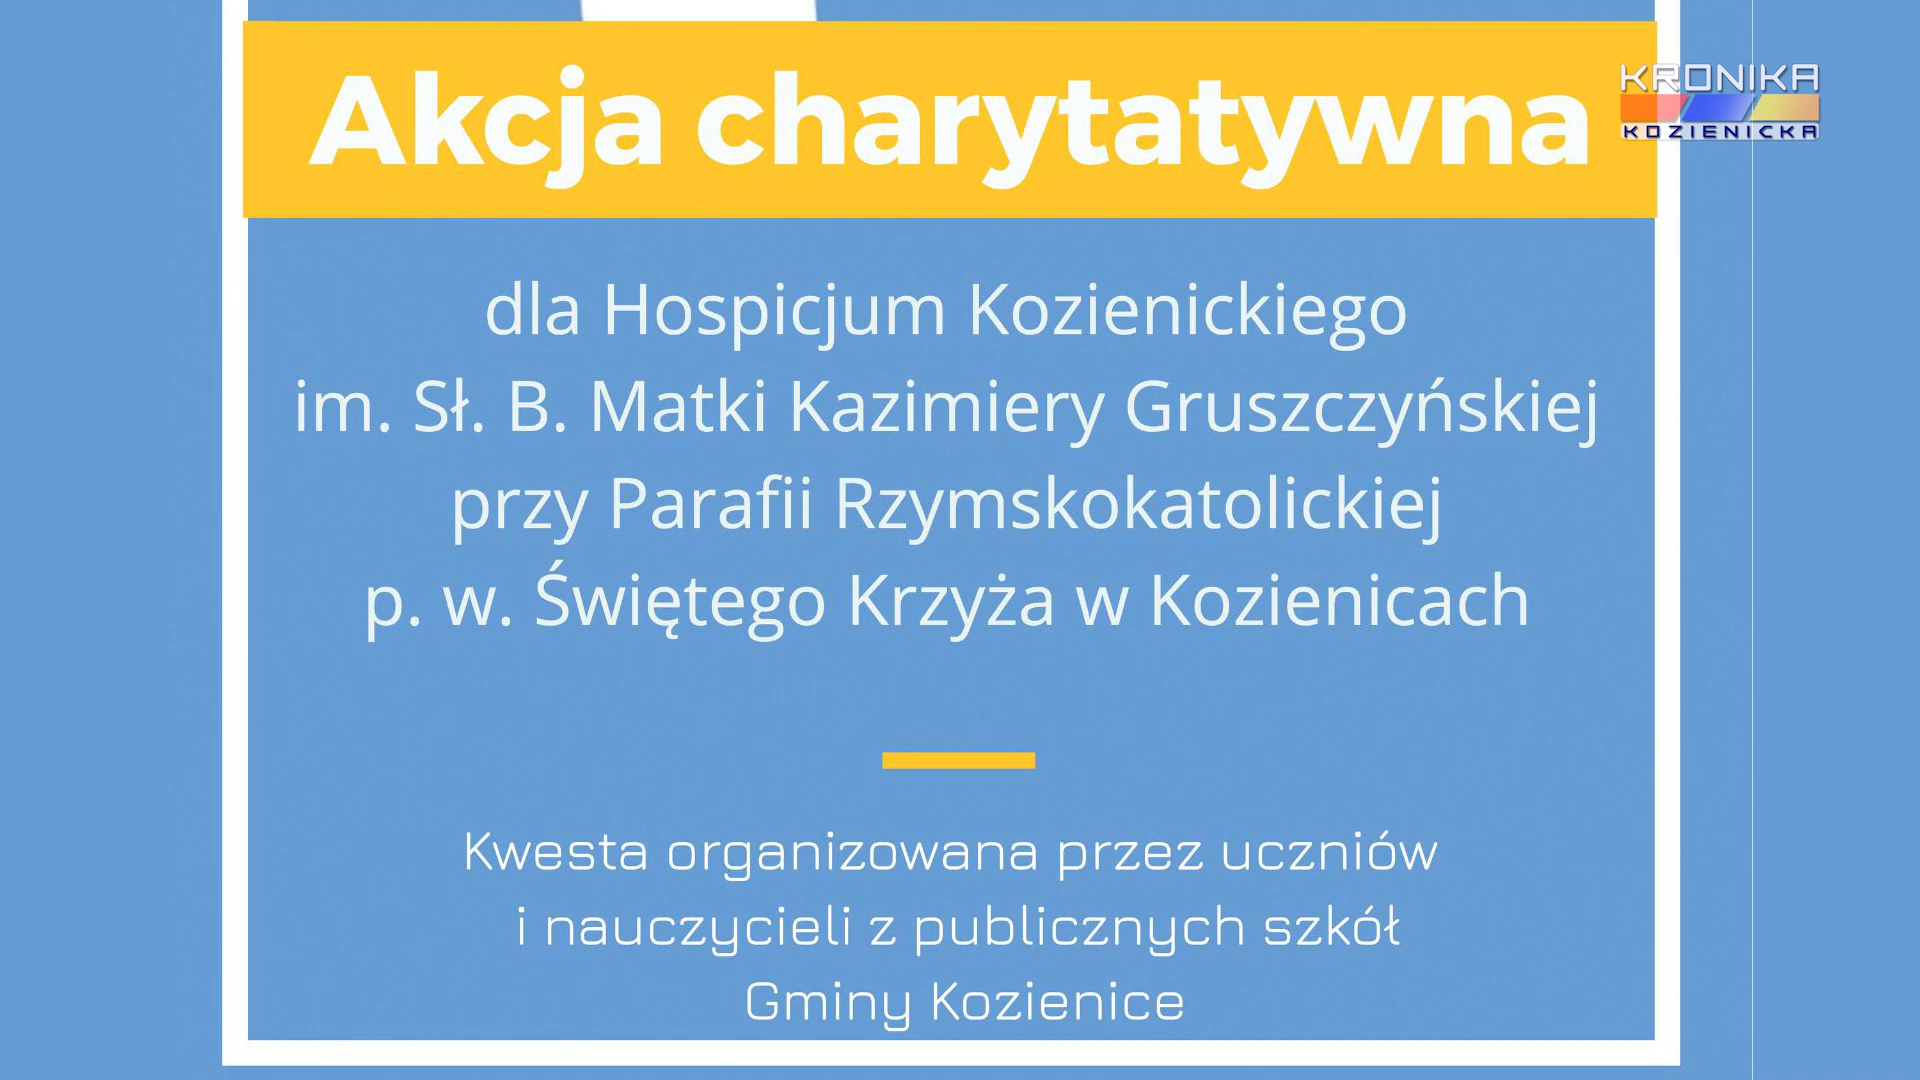 Akcja charytatywna
KRONIKA
KOZIENICKA
dla Hospicjum Kozienickiego
im. Sł. B. Matki Kazimiery Gruszczyńskiej
przy Parafii Rzymskokatolickiej
p. w. Świętego Krzyża w Kozienicach
Kwesta organizowana przez uczniów
i nauczycieli z publicznych szkół
Gminy Kozienice